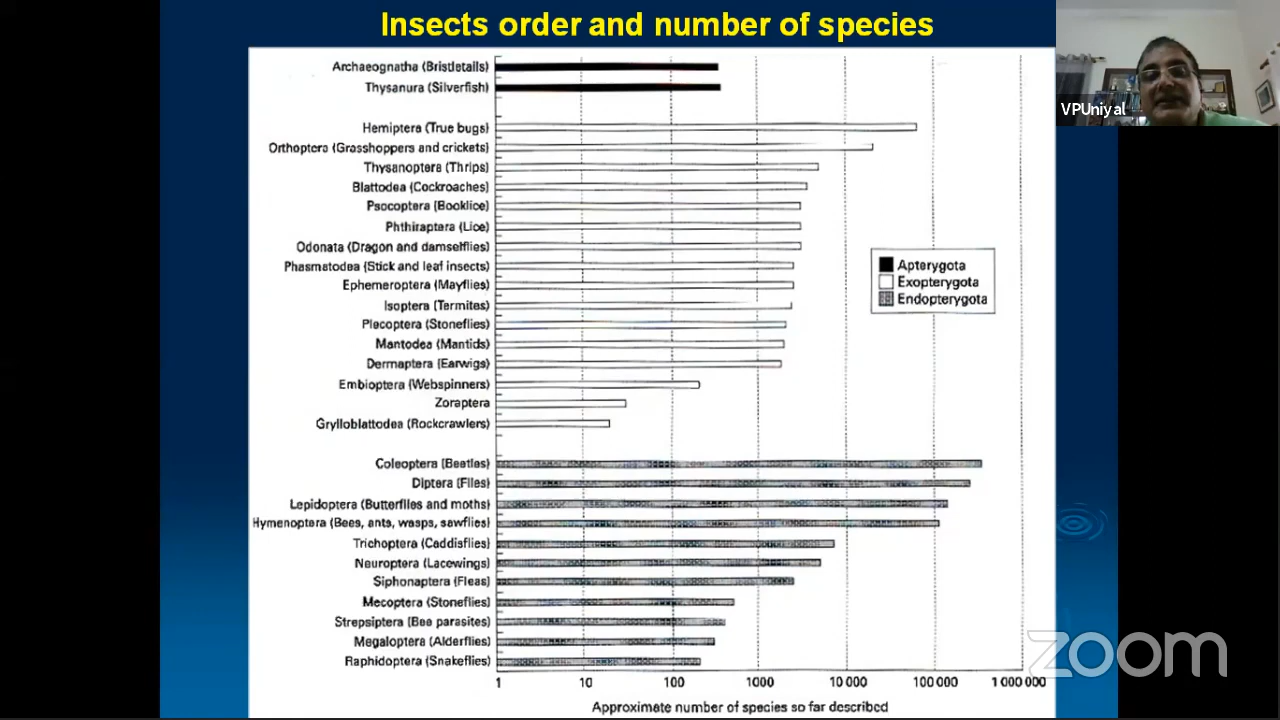 Insects order and number of species
VPUniyal
Archaeognatha (Bristletails)
Thysanura (Silverfish)
Hemiptera (True bugs)
Orthoptera (Grasshoppers and crickets)
Thysanoptera (Thrips)
Blattodea (Cockroaches)
Psocoptera (Booklice)
Phthiraptera (Lice)
Odonata (Dragon and damselflies)
Phasmatodea (Stick and leaf insects)
Ephemeroptera (Mayflies)
Isoptera (Termites)
Plecoptera (Stoneflies)
Mantodea (Mantids)
Dermaptera (Earwigs)
Embioptera (Webspinners)
Zoraptera
Grylloblattodea (Rockcrawlers)
Apterygota
Exopterygota
Endopterygota
Coleoptera (Beetles)
Diptera (Flies)
Lepidoptera (Butterflies and moths)
Hymenoptera (Bees, ants, wasps, sawflies)
Trichoptera (Caddisflies)
Neuroptera (Lacewings)
Siphonaptera (Fleas)
Mecoptera (Stoneflies)
Strepsiptera (Bee parasites)
Megaloptera (Alderflies)
Raphidoptera (Snakeflies)
1 10 100 1000 10 000 100 000 1 000 000
Approximate number of species so far described
zoom